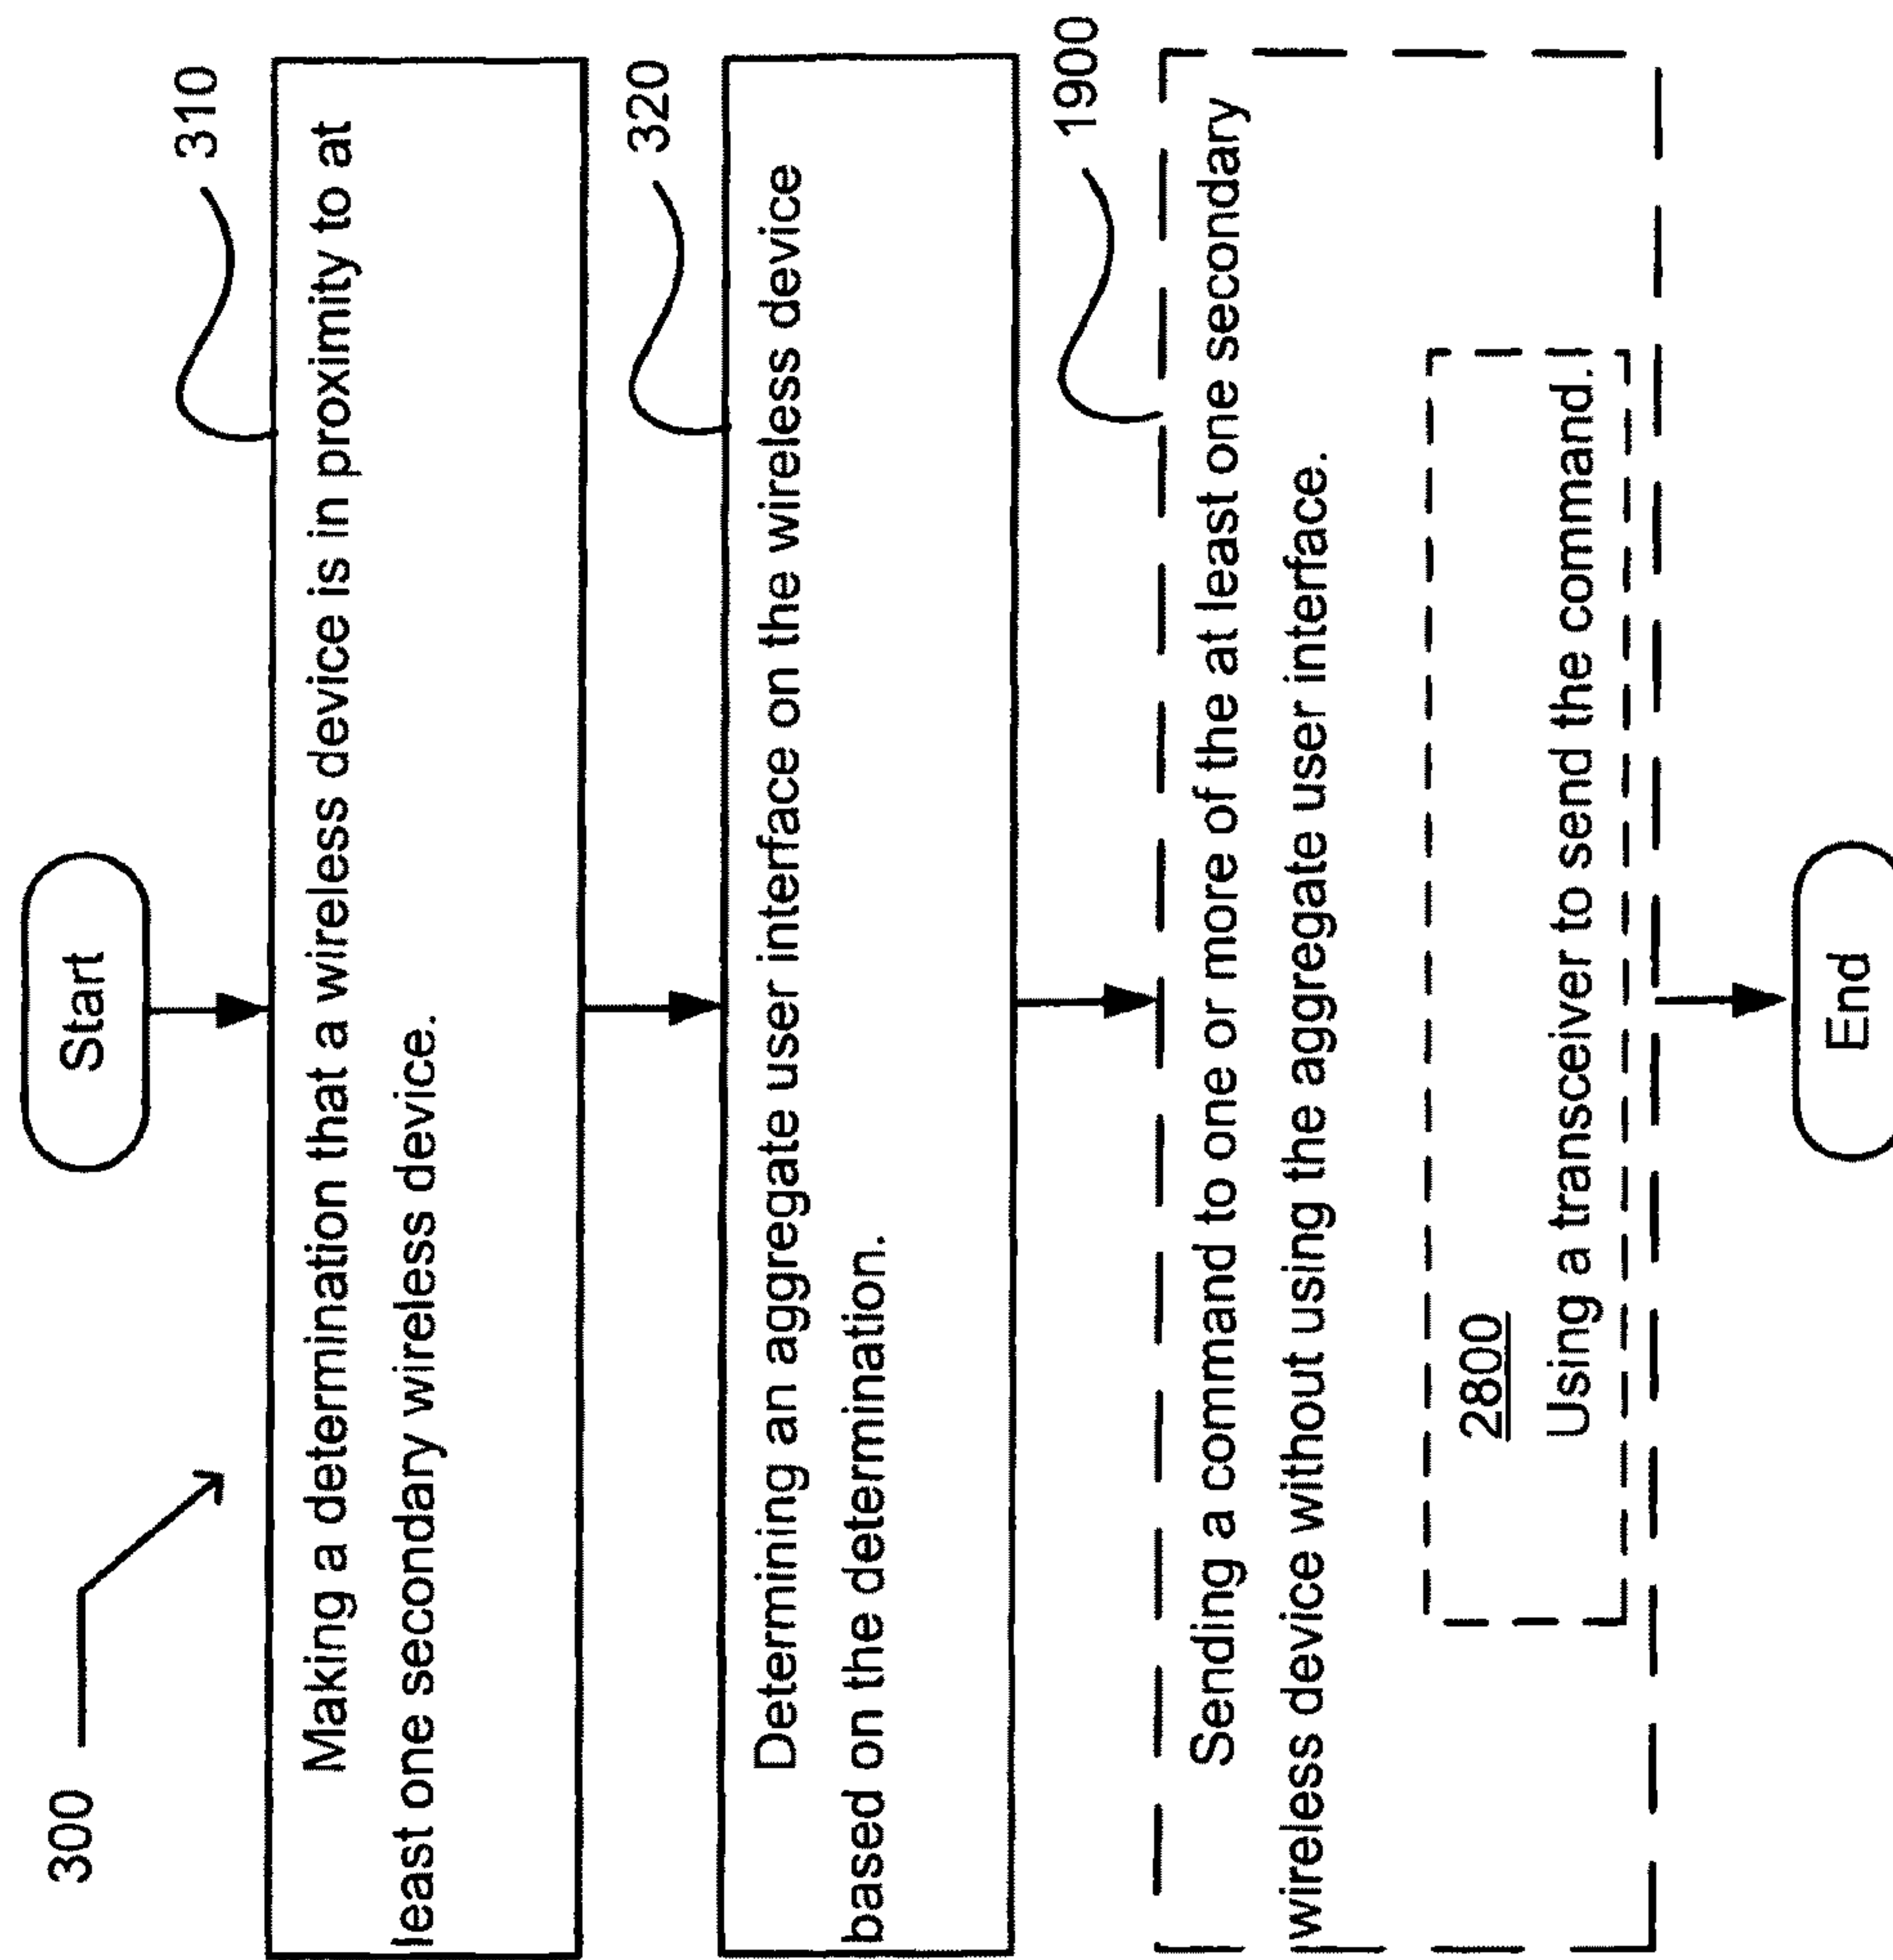 300
Start
310
Making a determination that a wireless device is in proximity to at
least one secondary wireless device.
320
Determining an aggregate user interface on the wireless device
based on the determination.
1900
Sending a command to one or more of the at least one secondary
wireless device without using the aggregate user interface.
2800
Using a transceiver to send the command.
End